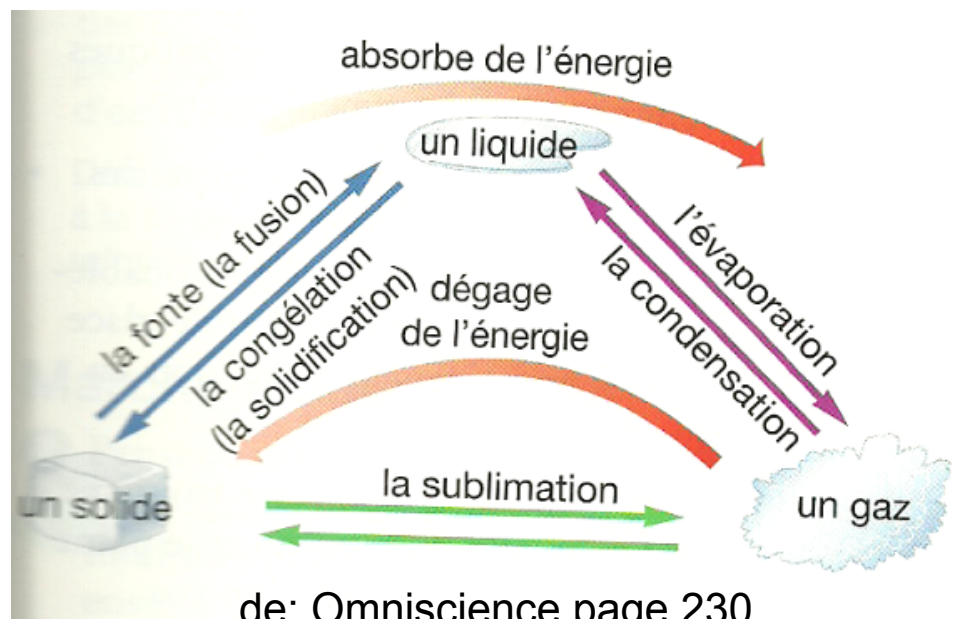 absorbe de l'énergie
un liquide
la fonte (la fusion)
la congélation
(la solidification)
dégage
de l'énergie
l'évaporation
la condensation
un solide
la sublimation
un gaz
de: Omniscience page 230